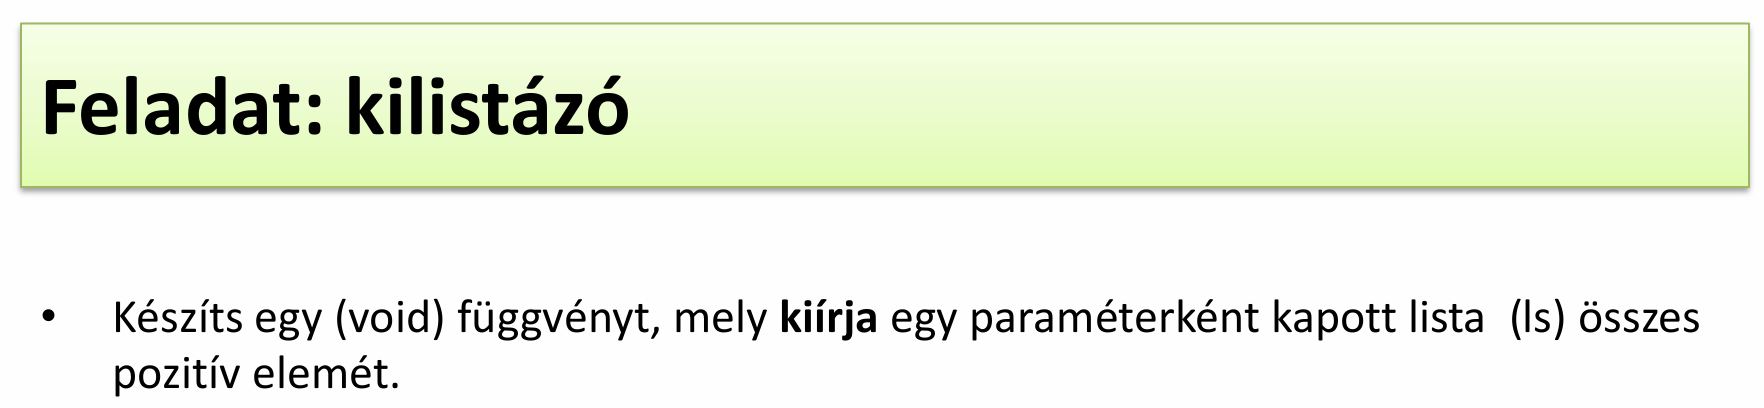 Feladat: kilistázó
• Készíts egy (void) függvényt, mely kiírja egy paraméterként kapott lista (ls) összes
pozitív elemét.